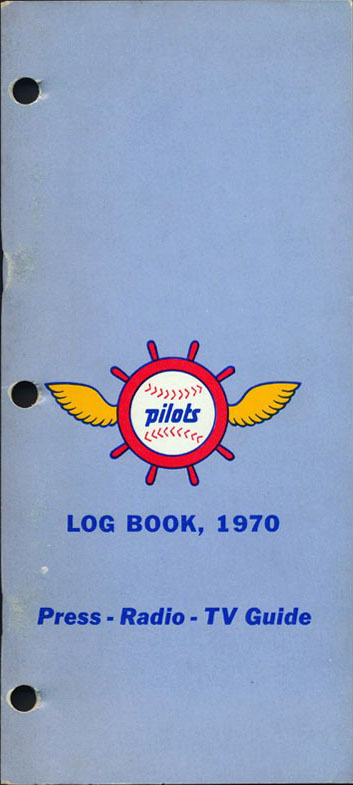 pilots
LOG BOOK, 1970
Press - Radio - TV Guide